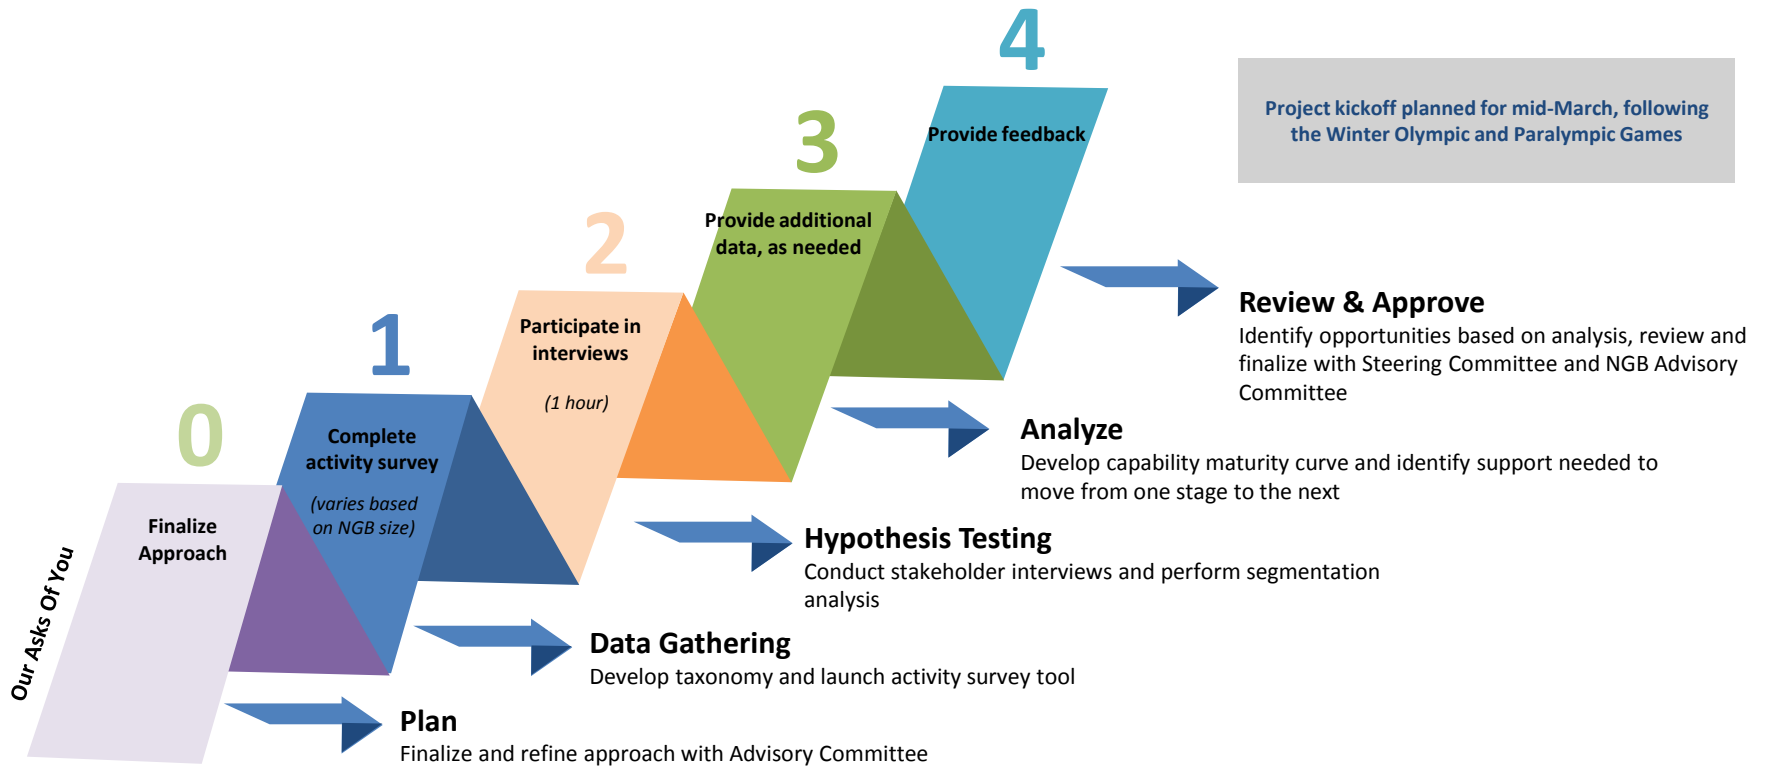 4
Provide feedback
Project kickoff planned for mid-March, following
the Winter Olympic and Paralympic Games
3
Provide additional
data, as needed
2
Participate in
interviews
(1 hour)
1
Complete
activity survey
(varies based
on NGB size)
0
Finalize
Approach
Our Asks Of You
Review & Approve
Identify opportunities based on analysis, review and
finalize with Steering Committee and NGB Advisory
Committee
Analyze
Develop capability maturity curve and identify support needed to
move from one stage to the next
Hypothesis Testing
Conduct stakeholder interviews and perform segmentation
analysis
Data Gathering
Develop taxonomy and launch activity survey tool
Plan
Finalize and refine approach with Advisory Committee